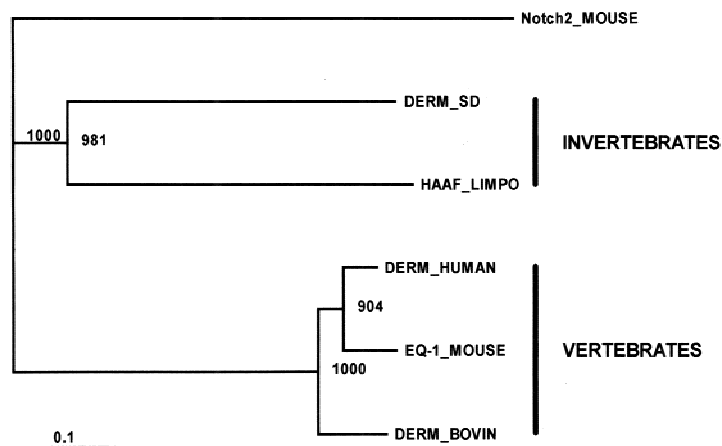 Notch2_MOUSE
DERM_SD
1000
981
INVERTEBRATES
HAAF_LIMPO
DERM_HUMAN
904
EQ-1_MOUSE
VERTEBRATES
1000
DERM_BOVIN
0.1